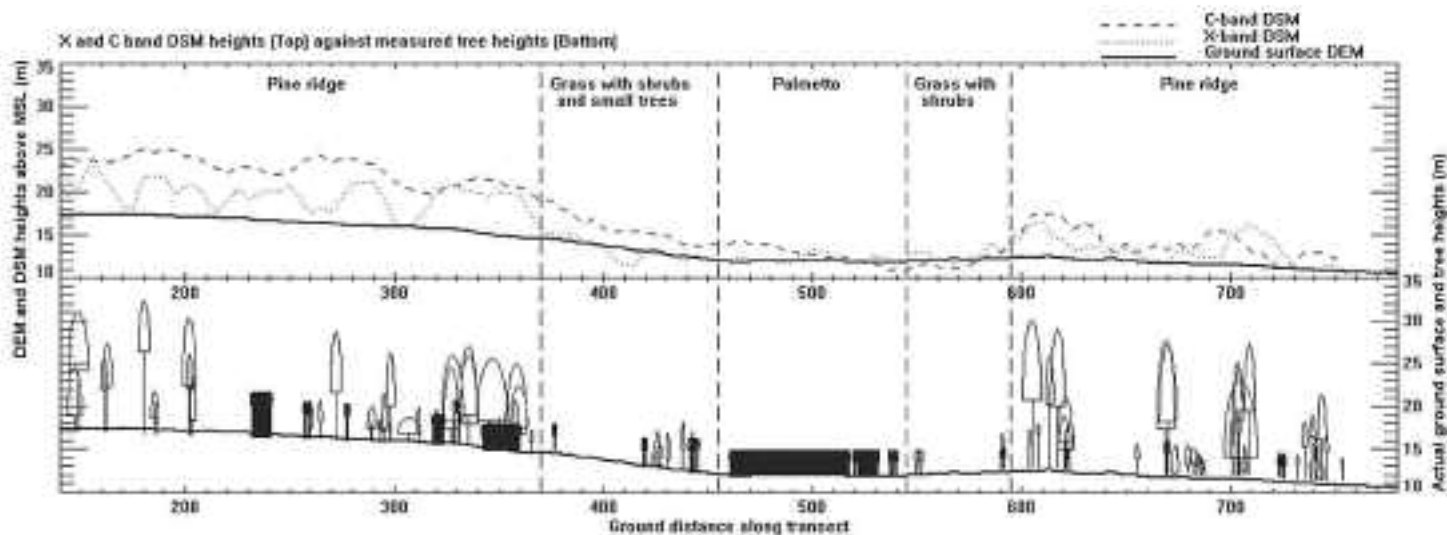 C-band DSM
X-band DSM
Ground surface DEM
X and C band DSM heights (Top) against measured tree heights (Bottom)
DEM and DSM heights above MSL (m)
35
30
25
20
15
10
Pine ridge
Grass with shrubs
and small trees
Palmetto
Grass with
shrubs
Pine ridge
200
300
400
500
600
700
35
30
25
20
15
10
Actual ground surface and tree heights (m)
200
300
400
500
600
700
Ground distance along transect